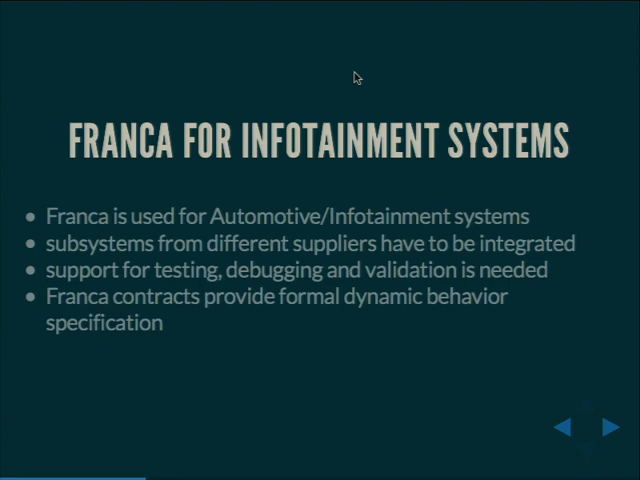 FRANCA FOR INFOTAINMENT SYSTEMS
Franca is used for Automotive/Infotainment systems
subsystems from different suppliers have to be integrated
support for testing, debugging and validation is needed
Franca contracts provide formal dynamic behavior
specification